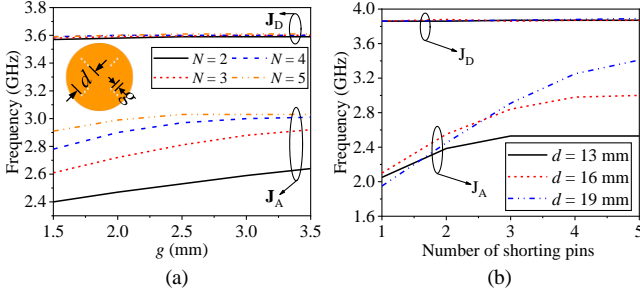 (a)
Frequency (GHz)
3.6
3.4
3.2
3.0
2.8
2.6
2.4
J_D
N = 2 N = 4
N = 3 N = 5
d
g
J_A
1.5 2.0 2.5 3.0 3.5
g (mm)
(a)
(b)
Frequency (GHz)
4.0
3.6
3.2
2.8
2.4
2.0
1.6
J_D
J_A
d = 13 mm
d = 16 mm
d = 19 mm
1 2 3 4 5
Number of shorting pins
(b)